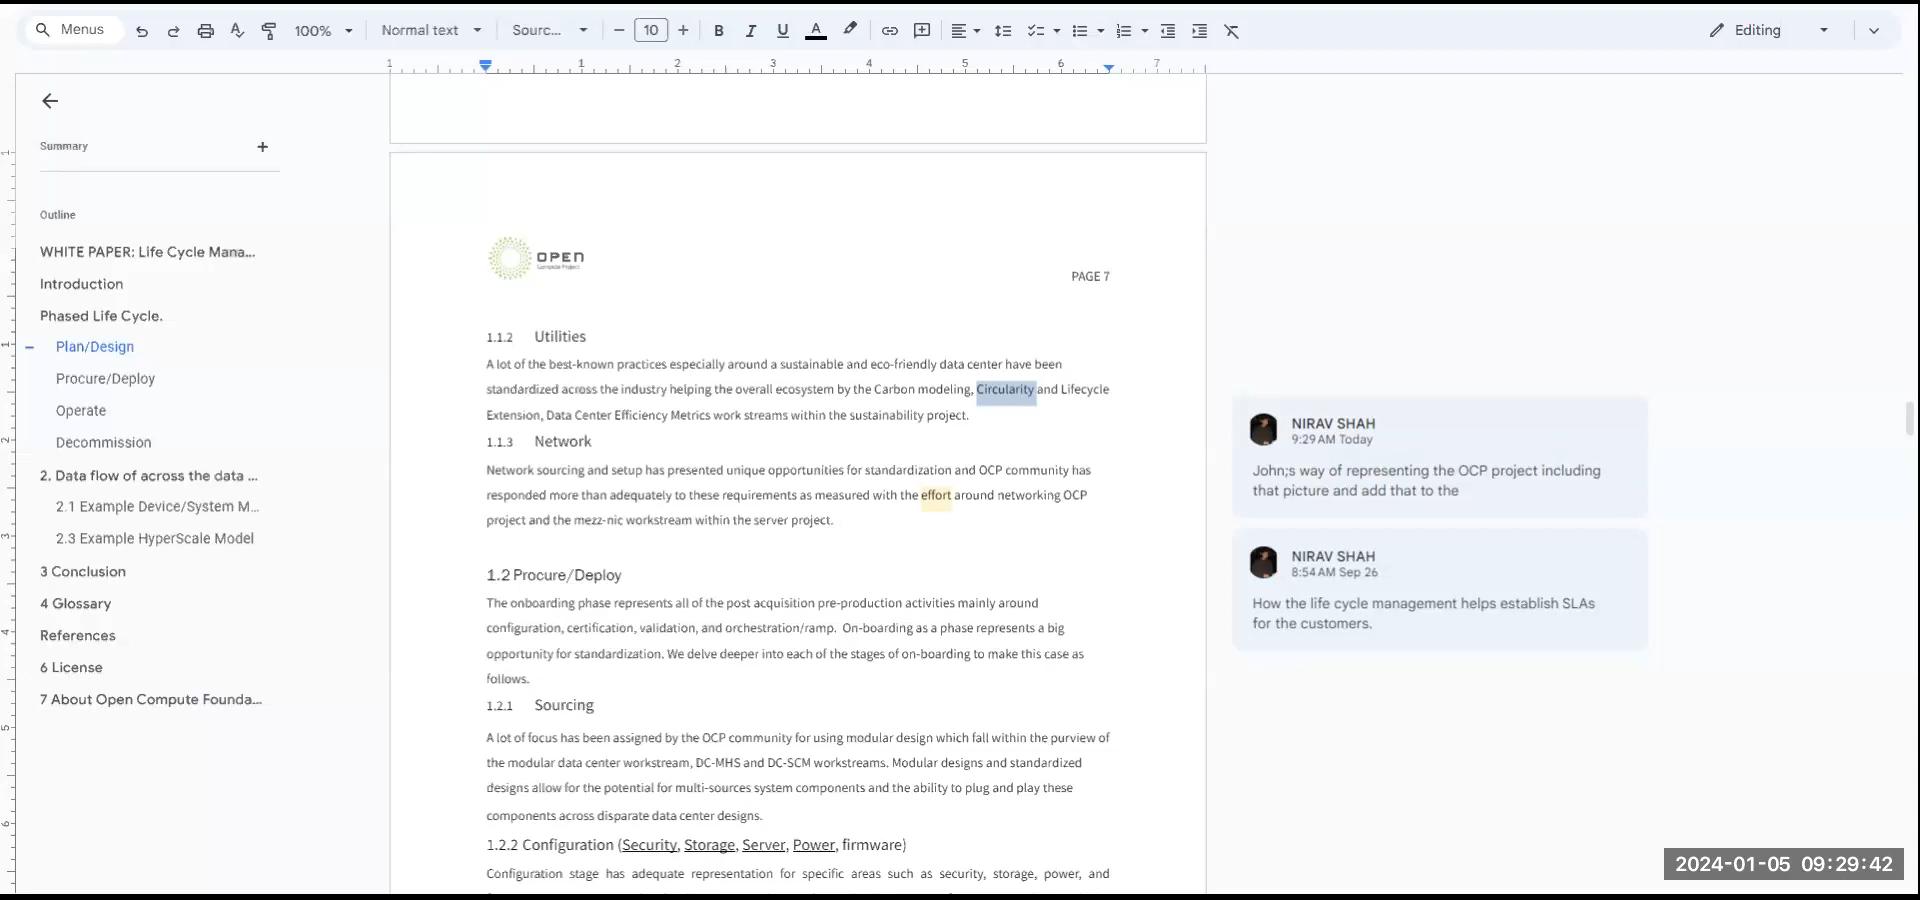 Menus
100%
Normal text
Sourc...
10
Editing
1 1 2 3 4 5 6 7
Summary
Outline
WHITE PAPER: Life Cycle Mana...
Introduction
Phased Life Cycle.
Plan/Design
Procure/Deploy
Operate
Decommission
2. Data flow of across the data ...
2.1 Example Device/System M...
2.3 Example HyperScale Model
3 Conclusion
4 Glossary
References
6 License
7 About Open Compute Founda...
OPEN
Compute Project
PAGE 7
1.1.2 Utilities
A lot of the best-known practices especially around a sustainable and eco-friendly data center have been
standardized across the industry helping the overall ecosystem by the Carbon modeling, Circularity and Lifecycle
Extension, Data Center Efficiency Metrics work streams within the sustainability project.
1.1.3 Network
Network sourcing and setup has presented unique opportunities for standardization and OCP community has
responded more than adequately to these requirements as measured with the effort around networking OCP
project and the mezz-nic workstream within the server project.
1.2 Procure/Deploy
The onboarding phase represents all of the post acquisition pre-production activities mainly around
configuration, certification, validation, and orchestration/ramp. On-boarding as a phase represents a big
opportunity for standardization. We delve deeper into each of the stages of on-boarding to make this case as
follows.
1.2.1 Sourcing
A lot of focus has been assigned by the OCP community for using modular design which fall within the purview of
the modular data center workstream, DC-MHS and DC-SCM workstreams. Modular designs and standardized
designs allow for the potential for multi-sources system components and the ability to plug and play these
components across disparate data center designs.
1.2.2 Configuration (Security, Storage, Server, Power, firmware)
Configuration stage has adequate representation for specific areas such as security, storage, power, and
NIRAV SHAH
9:29 AM Today
John;s way of representing the OCP project including
that picture and add that to the
NIRAV SHAH
8:54 AM Sep 26
How the life cycle management helps establish SLAs
for the customers.
2024-01-05 09:29:42